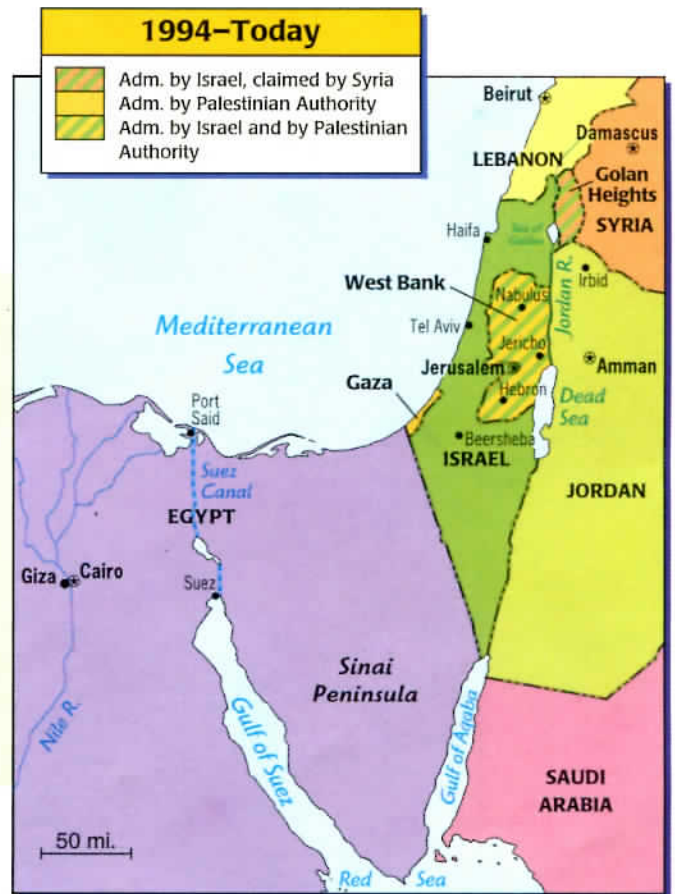 1994–Today
Adm. by Israel, claimed by Syria
Adm. by Palestinian Authority
Adm. by Israel and by Palestinian
Authority
Beirut
Damascus
LEBANON
Golan
Heights
SYRIA
Haifa
Sea of
Galilee
Jordan R.
Irbid
West Bank
Nabulus
Mediterranean
Sea
Tel Aviv
Jericho
Jerusalem
Amman
Gaza
Hebron
Dead
Sea
Port
Said
Beersheba
ISRAEL
Suez
Canal
JORDAN
EGYPT
Giza
Cairo
Suez
Sinai
Peninsula
Nile R.
Gulf of Suez
Gulf of Aqaba
SAUDI
ARABIA
50 mi.
Red Sea